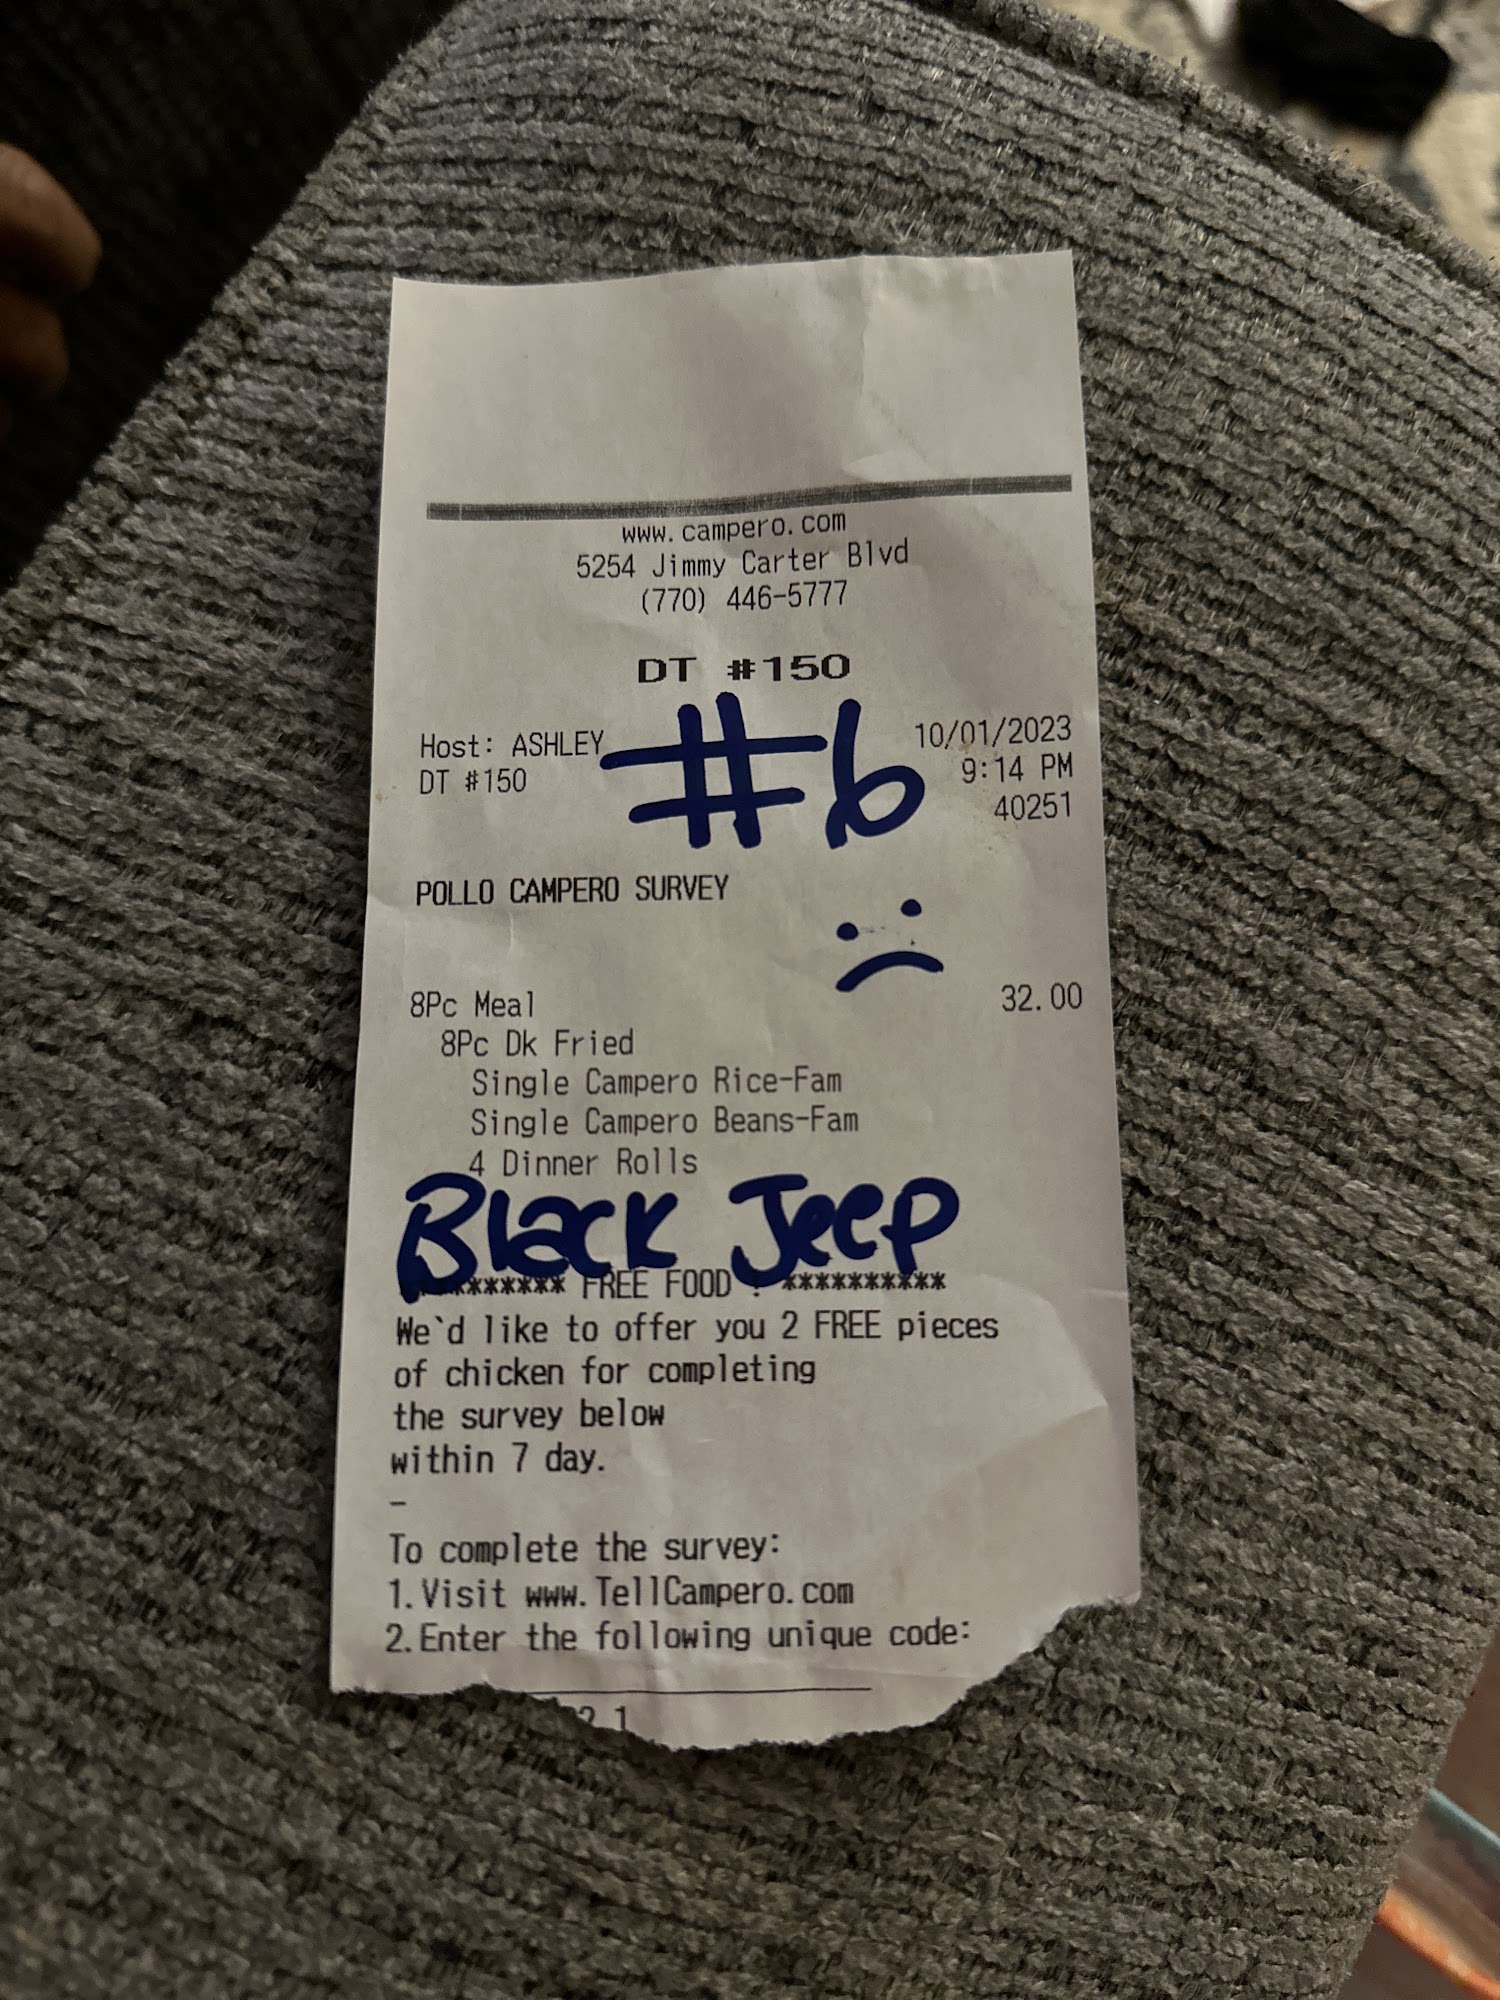 www.campero.com
5254 Jimmy Carter Blvd
(770) 446-5777
DT #150
Host: ASHLEY 10/01/2023
DT #150 9:14 PM
40251
#6
POLLO CAMPERO SURVEY
8Pc Meal 32.00
8Pc Dk Fried
Single Campero Rice-Fam
Single Campero Beans-Fam
4 Dinner Rolls
Black Jeep
******* FREE FOOD **********
We`d like to offer you 2 FREE pieces
of chicken for completing
the survey below
within 7 day.
-
To complete the survey:
1.Visit www.TellCampero.com
2.Enter the following unique code: